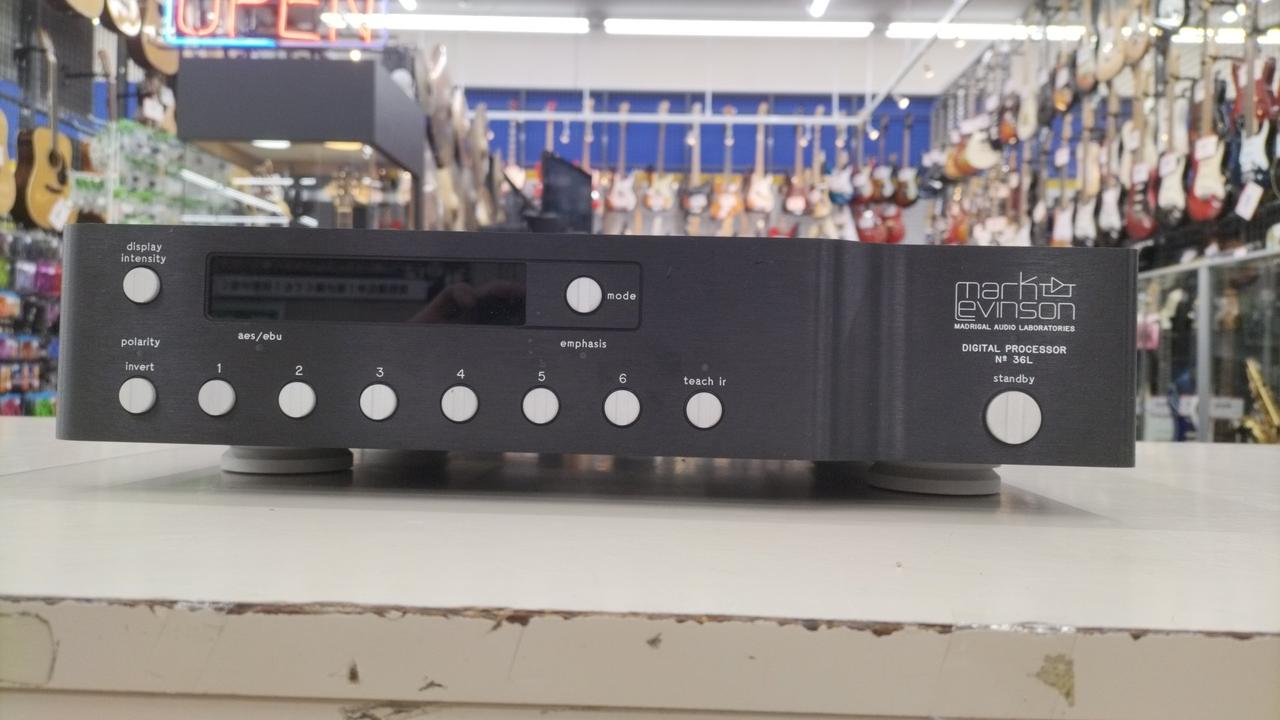 OPEN
display
intensity
mode
aes/ebu
polarity
emphasis
invert
1
2
3
4
5
6
teach ir
mark
levinson
MADRIGAL AUDIO LABORATORIES
DIGITAL PROCESSOR
Nº 36L
standby